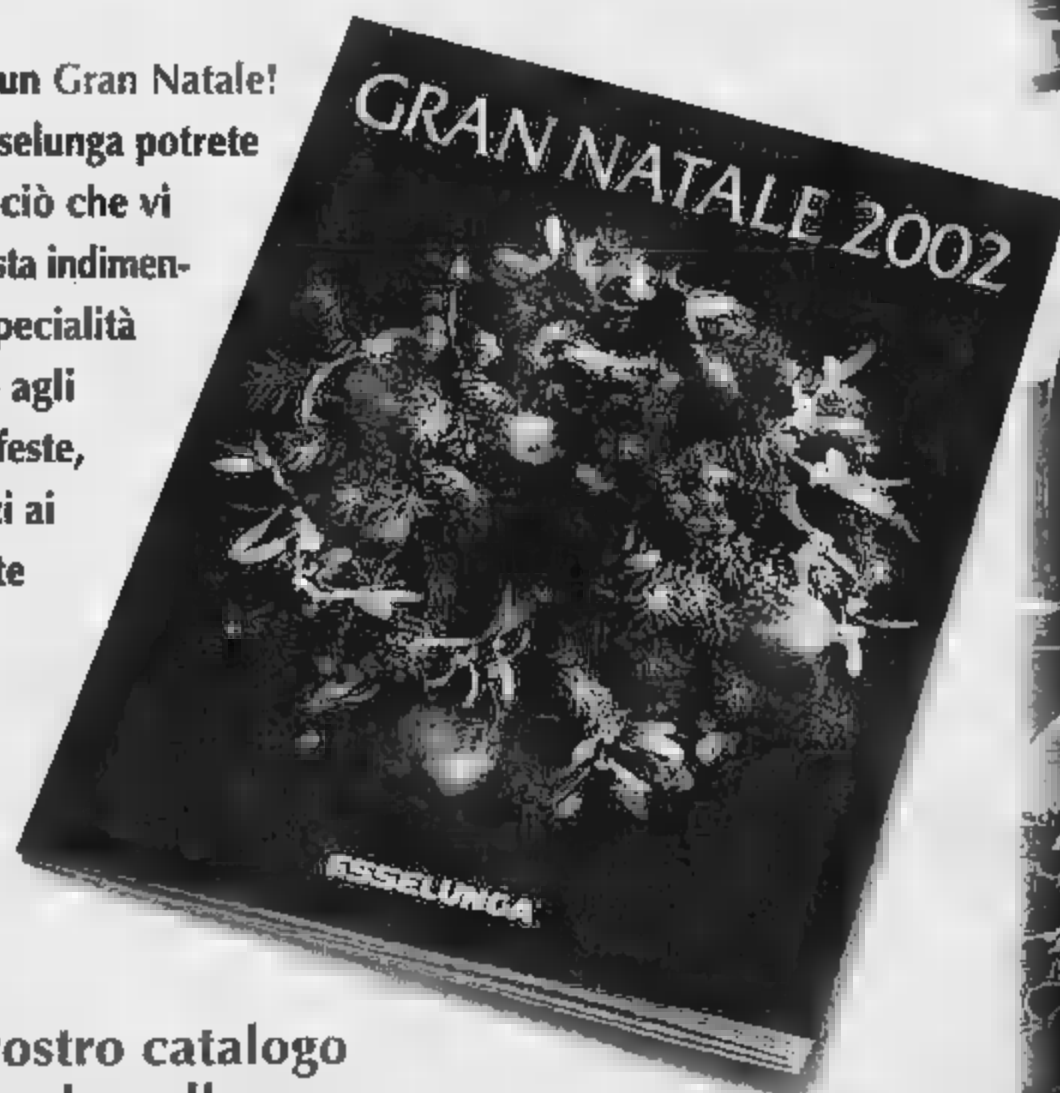 un Gran Natale!
selunga potrete
ciò che vi
sta indimen-
pecialità
agli
feste,
i ai
te
GRAN NATALE 2002
ESSELUNGA
ostro catalogo